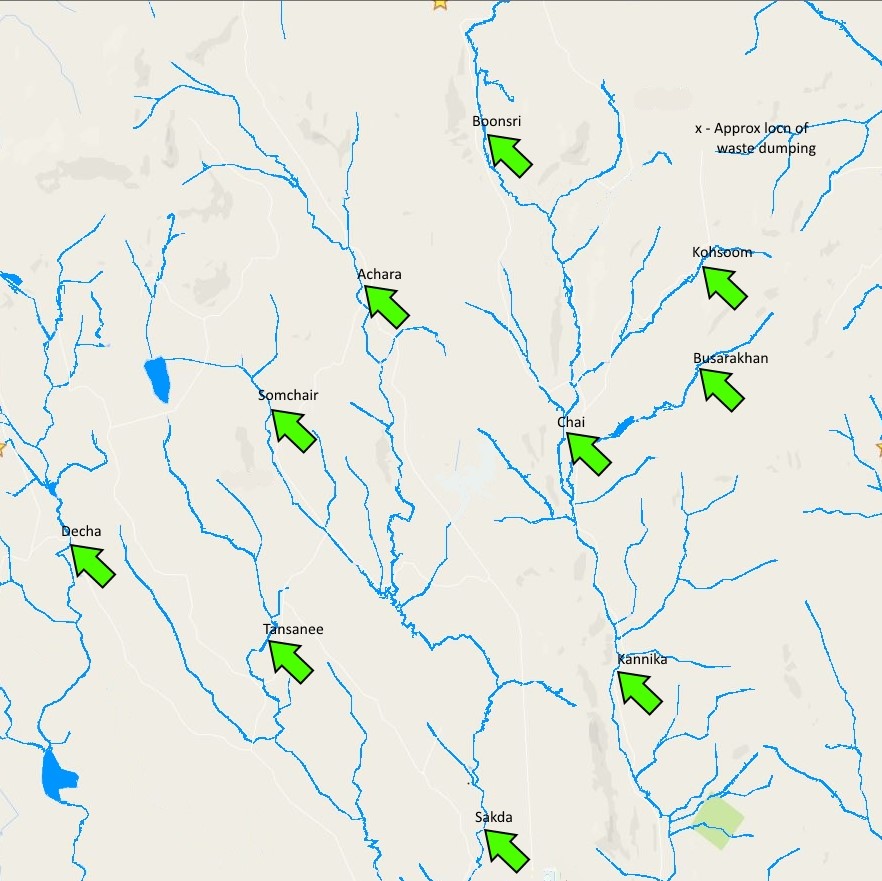 Boonsri
x - Approx locn of
waste dumping
Kohsoom
Achara
Busarakhan
Somchair
Chai
Decha
Tansanee
Kannika
Sakda